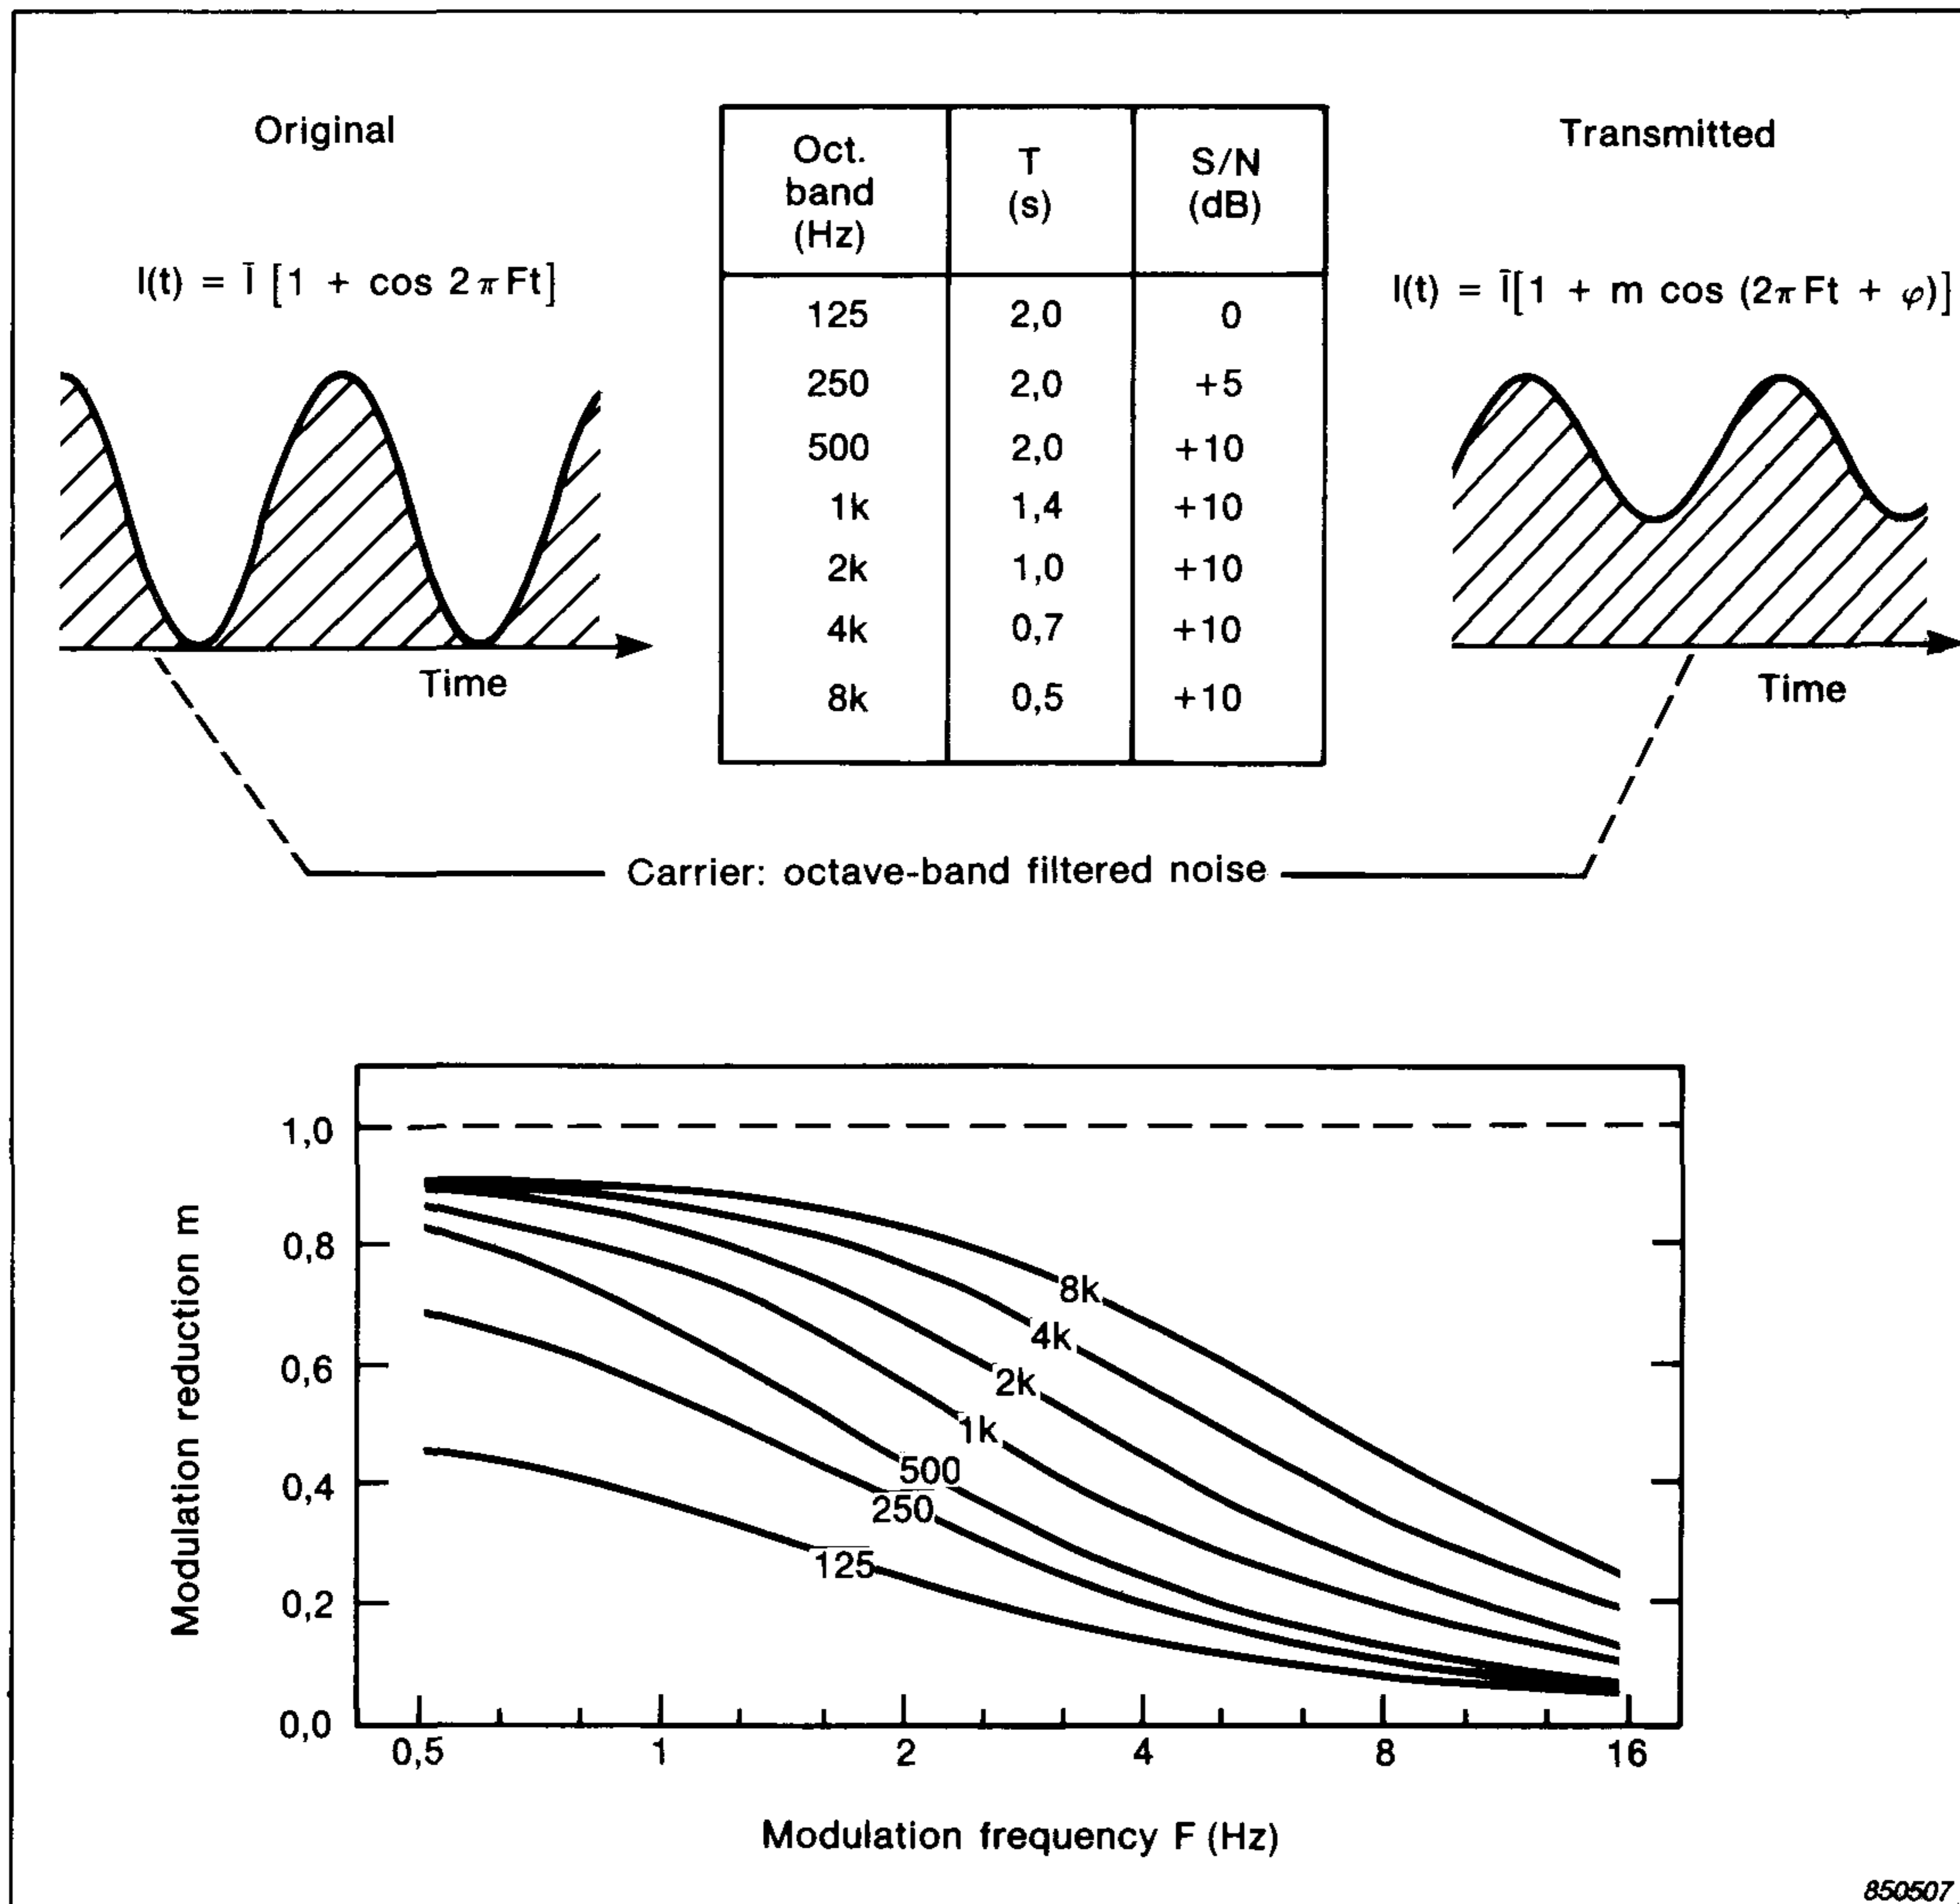 Original
Transmitted
I(t) = Ī [1 + cos 2πFt]
I(t) = Ī[1 + m cos (2πFt + φ)]
Time
Time
Oct. band (Hz) T (s) S/N (dB)
125 2,0 0
250 2,0 +5
500 2,0 +10
1k 1,4 +10
2k 1,0 +10
4k 0,7 +10
8k 0,5 +10
Carrier: octave-band filtered noise
Modulation reduction m
1,0
0,8
0,6
0,4
0,2
0,0
8k
4k
2k
1k
500
250
125
0,5 1 2 4 8 16
Modulation frequency F (Hz)
850507